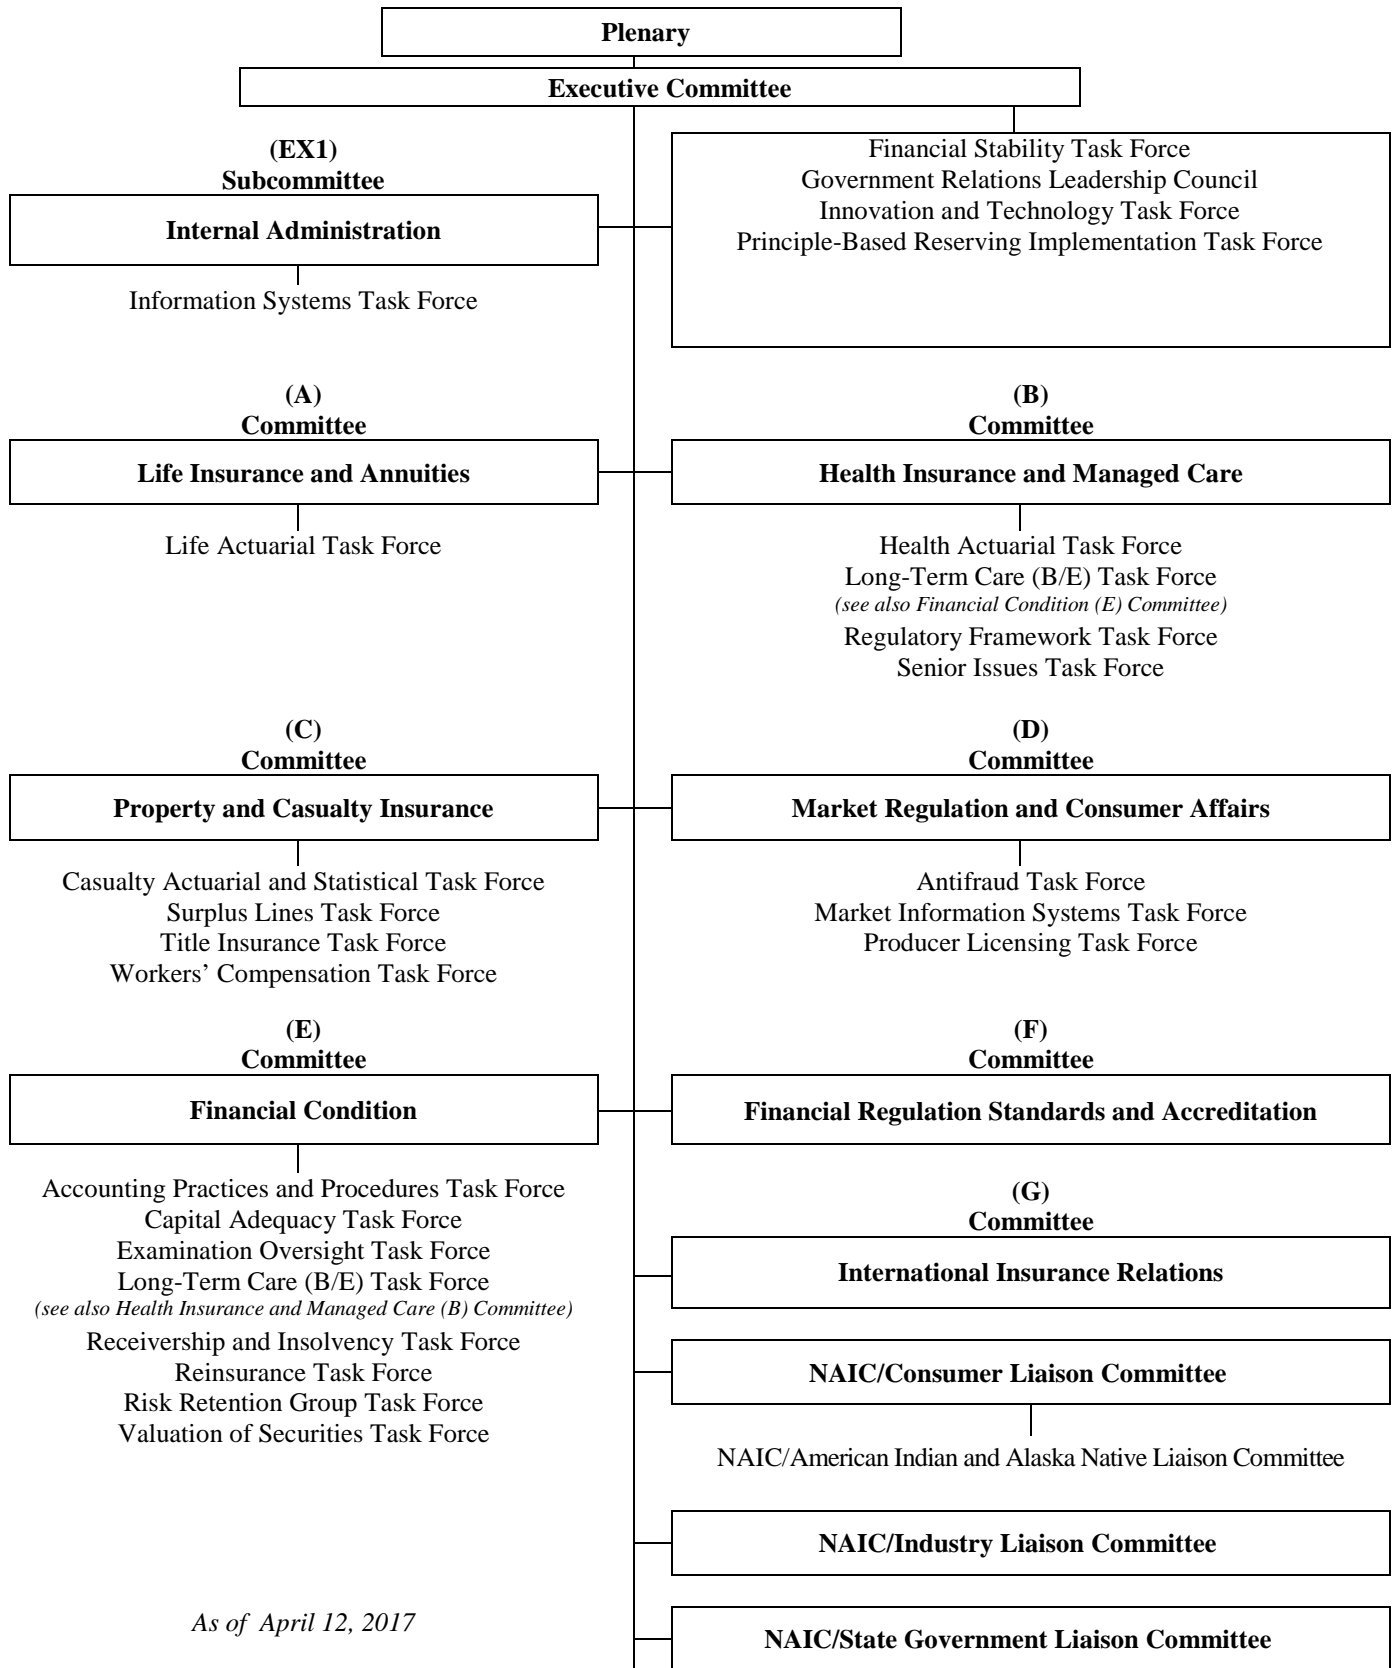 Plenary
Executive Committee
(EX1)
Subcommittee
Internal Administration
Information Systems Task Force
Financial Stability Task Force
Government Relations Leadership Council
Innovation and Technology Task Force
Principle-Based Reserving Implementation Task Force
(A)
Committee
Life Insurance and Annuities
Life Actuarial Task Force
(B)
Committee
Health Insurance and Managed Care
Health Actuarial Task Force
Long-Term Care (B/E) Task Force
(see also Financial Condition (E) Committee)
Regulatory Framework Task Force
Senior Issues Task Force
(C)
Committee
Property and Casualty Insurance
Casualty Actuarial and Statistical Task Force
Surplus Lines Task Force
Title Insurance Task Force
Workers’ Compensation Task Force
(D)
Committee
Market Regulation and Consumer Affairs
Antifraud Task Force
Market Information Systems Task Force
Producer Licensing Task Force
(E)
Committee
Financial Condition
Accounting Practices and Procedures Task Force
Capital Adequacy Task Force
Examination Oversight Task Force
Long-Term Care (B/E) Task Force
(see also Health Insurance and Managed Care (B) Committee)
Receivership and Insolvency Task Force
Reinsurance Task Force
Risk Retention Group Task Force
Valuation of Securities Task Force
(F)
Committee
Financial Regulation Standards and Accreditation
(G)
Committee
International Insurance Relations
NAIC/Consumer Liaison Committee
NAIC/American Indian and Alaska Native Liaison Committee
NAIC/Industry Liaison Committee
NAIC/State Government Liaison Committee
As of April 12, 2017